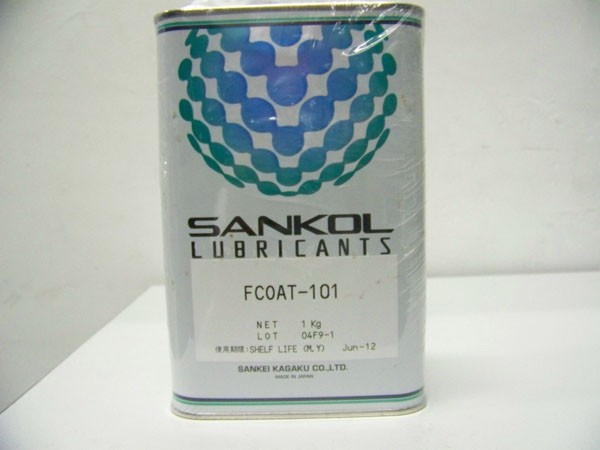 SANKOL
LUBRICANTS
FCOAT-101
NET 1 Kg
LOT 04F9-1
使用期限:SHELF LIFE (M,Y) Jun-12
SANKEI KAGAKU CO.,LTD.
MADE IN JAPAN